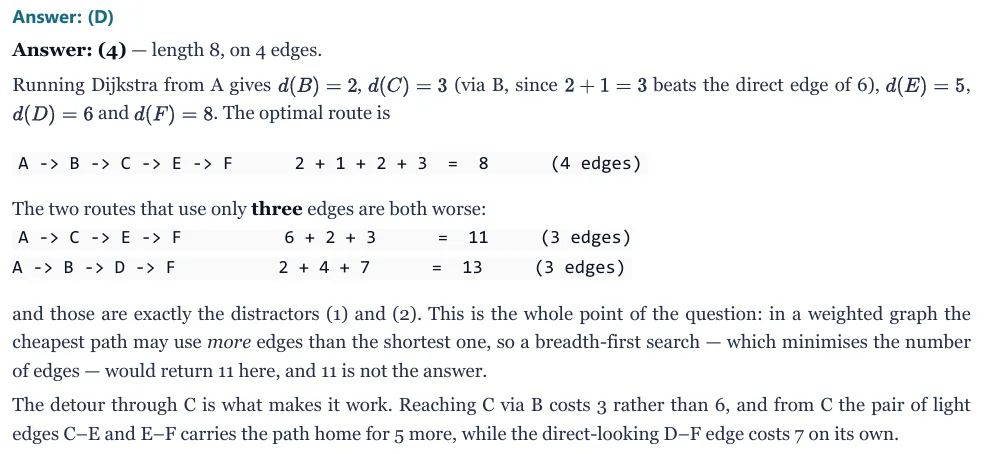 Answer: (D)
Answer: (4) — length 8, on 4 edges.
Running Dijkstra from A gives d(B) = 2, d(C) = 3 (via B, since 2 + 1 = 3 beats the direct edge of 6), d(E) = 5,
d(D) = 6 and d(F) = 8. The optimal route is
A -> B -> C -> E -> F 2 + 1 + 2 + 3 = 8 (4 edges)
The two routes that use only three edges are both worse:
A -> C -> E -> F 6 + 2 + 3 = 11 (3 edges)
A -> B -> D -> F 2 + 4 + 7 = 13 (3 edges)
and those are exactly the distractors (1) and (2). This is the whole point of the question: in a weighted graph the
cheapest path may use more edges than the shortest one, so a breadth-first search — which minimises the number
of edges — would return 11 here, and 11 is not the answer.
The detour through C is what makes it work. Reaching C via B costs 3 rather than 6, and from C the pair of light
edges C–E and E–F carries the path home for 5 more, while the direct-looking D–F edge costs 7 on its own.